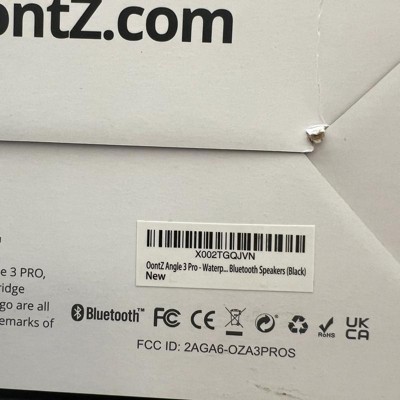 ontZ.com
X002TGQJVN
OontZ Angle 3 Pro - Waterp... Bluetooth Speakers (Black)
New
e 3 PRO,
ridge
go are all
emarks of
Bluetooth™ FC CE RoHS UK CA
FCC ID: 2AGA6-OZA3PROS